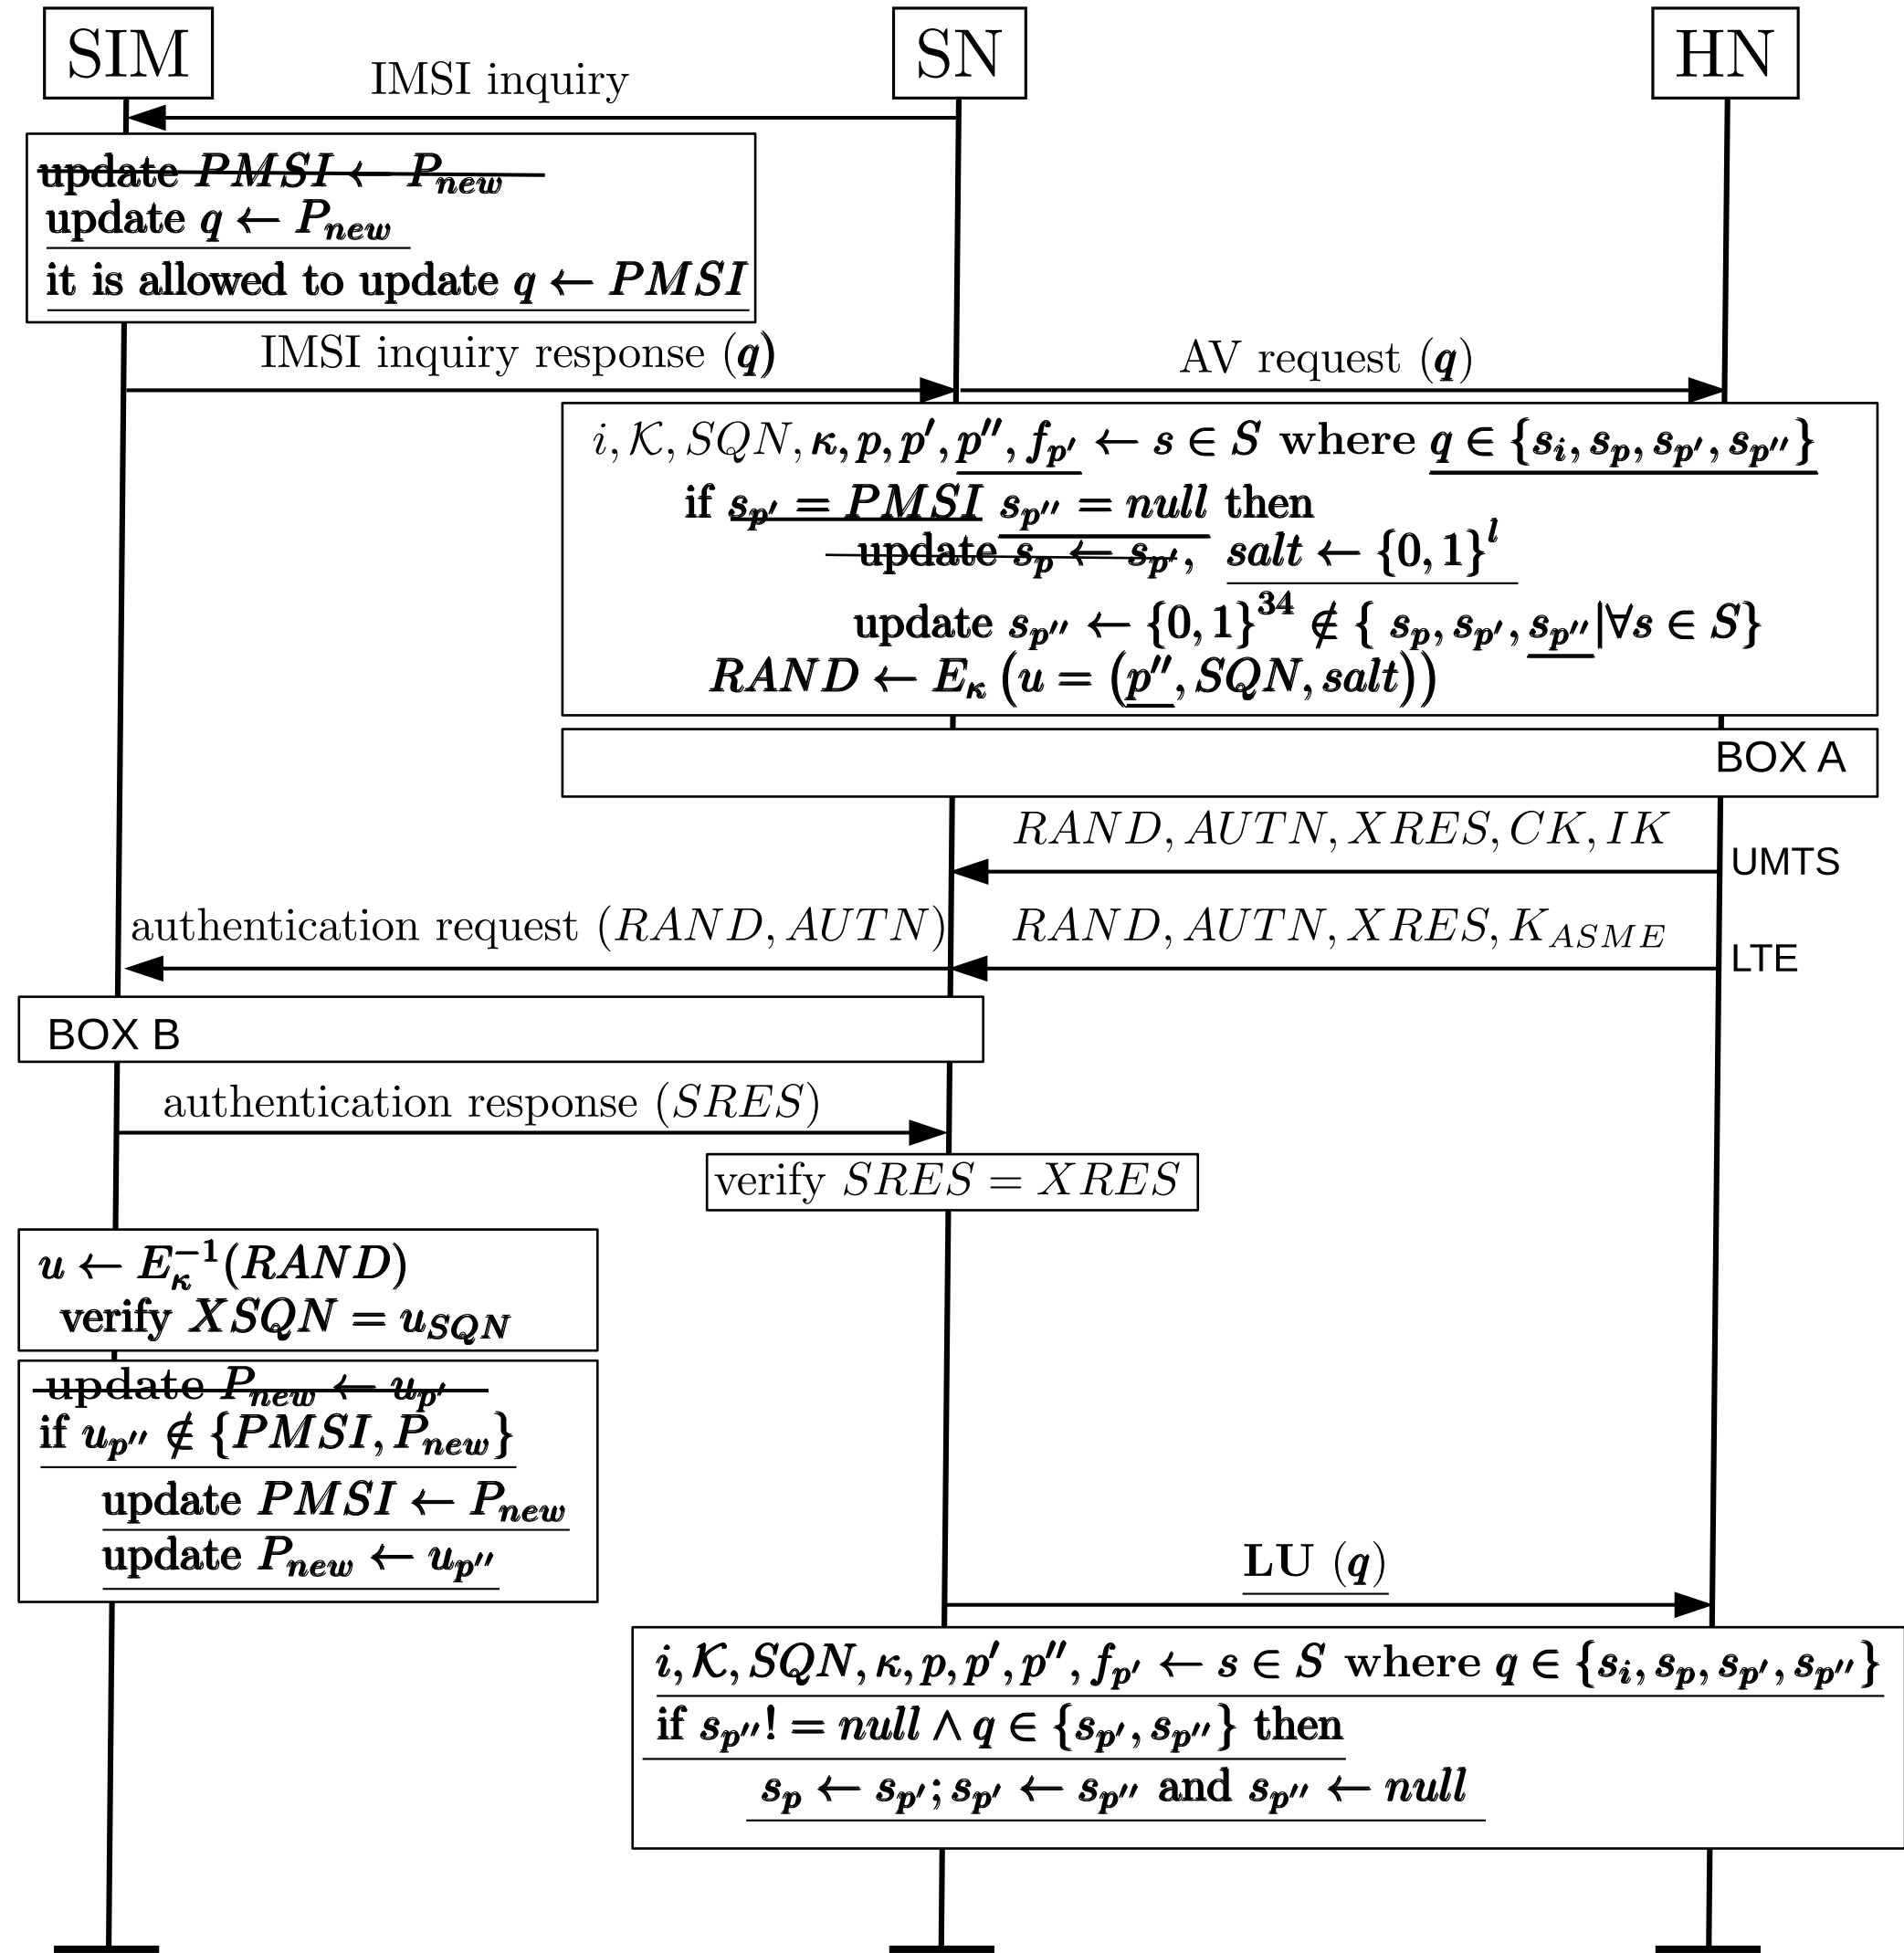 SIM
SN
HN
IMSI inquiry
update PMSI ← P_new
update q ← P_new
it is allowed to update q ← PMSI
IMSI inquiry response (q)
AV request (q)
i, 𝒦, SQN, κ, p, p′, p″, f_p′ ← s ∈ S where q ∈ {s_i, s_p, s_p′, s_p″}
if s_p′ = PMSI s_p″ = null then
update s_p ← s_p′, salt ← {0, 1}^l
update s_p″ ← {0, 1}^34 ∉ { s_p, s_p′, s_p″|∀s ∈ S}
RAND ← E_κ (u = (p″, SQN, salt))
BOX A
RAND, AUTN, XRES, CK, IK
UMTS
authentication request (RAND, AUTN)
RAND, AUTN, XRES, K_ASME
LTE
BOX B
authentication response (SRES)
verify SRES = XRES
u ← E_κ^−1(RAND)
verify XSQN = u_SQN
update P_new ← u_p′
if u_p″ ∉ {PMSI, P_new}
update PMSI ← P_new
update P_new ← u_p″
LU (q)
i, 𝒦, SQN, κ, p, p′, p″, f_p′ ← s ∈ S where q ∈ {s_i, s_p, s_p′, s_p″}
if s_p″! = null ∧ q ∈ {s_p′, s_p″} then
s_p ← s_p′; s_p′ ← s_p″ and s_p″ ← null